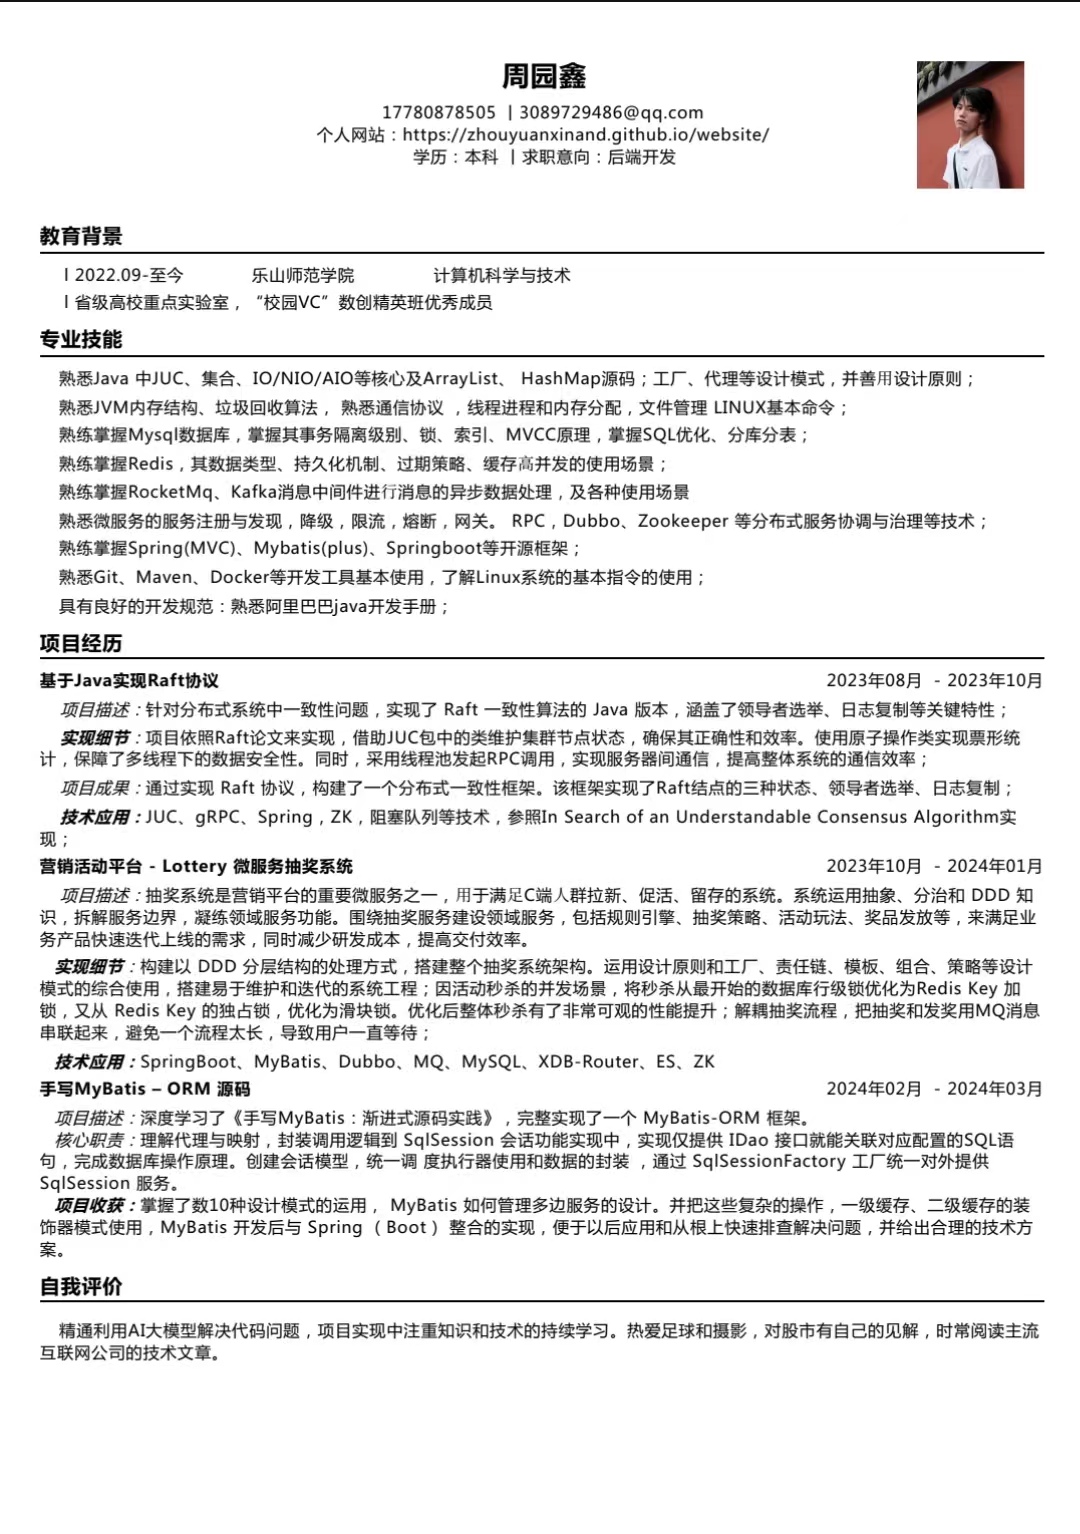 周园鑫
17780878505 | 3089729486@qq.com
个人网站：https://zhouyuanxinand.github.io/website/
学历：本科 | 求职意向：后端开发
教育背景
l 2022.09-至今 乐山师范学院 计算机科学与技术
l 省级高校重点实验室，“校园VC”数创精英班优秀成员
专业技能
熟悉Java 中JUC、集合、IO/NIO/AIO等核心及ArrayList、 HashMap源码；工厂、代理等设计模式，并善用设计原则；
熟悉JVM内存结构、垃圾回收算法， 熟悉通信协议 ，线程进程和内存分配，文件管理 LINUX基本命令；
熟练掌握Mysql数据库，掌握其事务隔离级别、锁、索引、MVCC原理，掌握SQL优化、分库分表；
熟练掌握Redis，其数据类型、持久化机制、过期策略、缓存高并发的使用场景；
熟练掌握RocketMq、Kafka消息中间件进行消息的异步数据处理，及各种使用场景
熟悉微服务的服务注册与发现，降级，限流，熔断，网关。 RPC，Dubbo、Zookeeper 等分布式服务协调与治理等技术；
熟练掌握Spring(MVC)、Mybatis(plus)、Springboot等开源框架；
熟悉Git、Maven、Docker等开发工具基本使用，了解Linux系统的基本指令的使用；
具有良好的开发规范：熟悉阿里巴巴java开发手册；
项目经历
基于Java实现Raft协议 2023年08月 - 2023年10月
项目描述：针对分布式系统中一致性问题，实现了 Raft 一致性算法的 Java 版本，涵盖了领导者选举、日志复制等关键特性；
实现细节：项目依照Raft论文来实现，借助JUC包中的类维护集群节点状态，确保其正确性和效率。使用原子操作类实现票形统
计，保障了多线程下的数据安全性。同时，采用线程池发起RPC调用，实现服务器间通信，提高整体系统的通信效率；
项目成果：通过实现 Raft 协议，构建了一个分布式一致性框架。该框架实现了Raft结点的三种状态、领导者选举、日志复制；
技术应用：JUC、gRPC、Spring，ZK，阻塞队列等技术，参照In Search of an Understandable Consensus Algorithm实
现；
营销活动平台 - Lottery 微服务抽奖系统 2023年10月 - 2024年01月
项目描述：抽奖系统是营销平台的重要微服务之一，用于满足C端人群拉新、促活、留存的系统。系统运用抽象、分治和 DDD 知
识，拆解服务边界，凝练领域服务功能。围绕抽奖服务建设领域服务，包括规则引擎、抽奖策略、活动玩法、奖品发放等，来满足业
务产品快速迭代上线的需求，同时减少研发成本，提高交付效率。
实现细节：构建以 DDD 分层结构的处理方式，搭建整个抽奖系统架构。运用设计原则和工厂、责任链、模板、组合、策略等设计
模式的综合使用，搭建易于维护和迭代的系统工程；因活动秒杀的并发场景，将秒杀从最开始的数据库行级锁优化为Redis Key 加
锁，又从 Redis Key 的独占锁，优化为滑块锁。优化后整体秒杀有了非常可观的性能提升；解耦抽奖流程，把抽奖和发奖用MQ消息
串联起来，避免一个流程太长，导致用户一直等待；
技术应用：SpringBoot、MyBatis、Dubbo、MQ、MySQL、XDB-Router、ES、ZK
手写MyBatis – ORM 源码 2024年02月 - 2024年03月
项目描述：深度学习了《手写MyBatis：渐进式源码实践》，完整实现了一个 MyBatis-ORM 框架。
核心职责：理解代理与映射，封装调用逻辑到 SqlSession 会话功能实现中，实现仅提供 IDao 接口就能关联对应配置的SQL语
句，完成数据库操作原理。创建会话模型，统一调 度执行器使用和数据的封装 ，通过 SqlSessionFactory 工厂统一对外提供
SqlSession 服务。
项目收获：掌握了数10种设计模式的运用， MyBatis 如何管理多边服务的设计。并把这些复杂的操作，一级缓存、二级缓存的装
饰器模式使用，MyBatis 开发后与 Spring （Boot） 整合的实现，便于以后应用和从根上快速排查解决问题，并给出合理的技术方
案。
自我评价
精通利用AI大模型解决代码问题，项目实现中注重知识和技术的持续学习。热爱足球和摄影，对股市有自己的见解，时常阅读主流
互联网公司的技术文章。